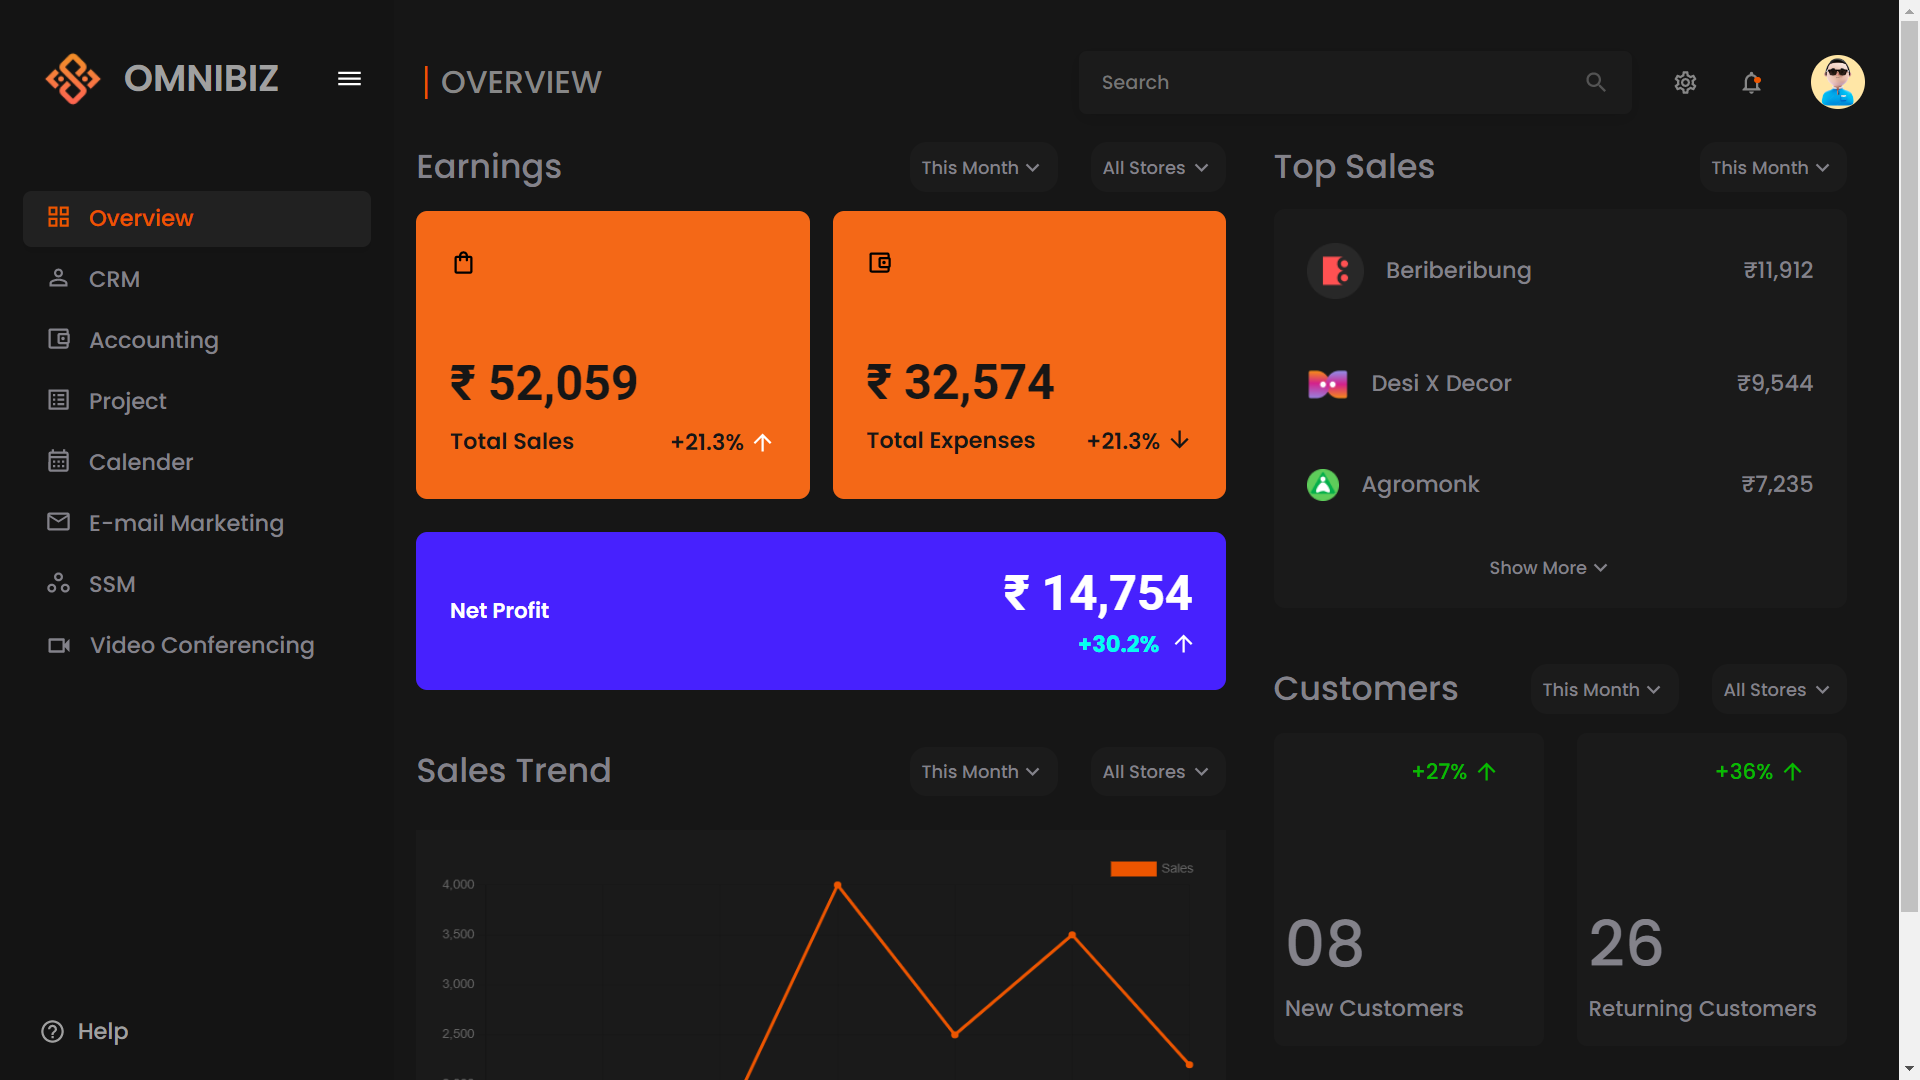 OMNIBIZ
Overview
CRM
Accounting
Project
Calender
E-mail Marketing
SSM
Video Conferencing
Help
OVERVIEW
Search
Earnings
This Month
All Stores
₹ 52,059
Total Sales
+21.3%
₹ 32,574
Total Expenses
+21.3%
Net Profit
₹ 14,754
+30.2%
Sales Trend
This Month
All Stores
Sales
4,000
3,500
3,000
2,500
Top Sales
This Month
Beriberibung ₹11,912
Desi X Decor ₹9,544
Agromonk ₹7,235
Show More
Customers
This Month
All Stores
+27%
08
New Customers
+36%
26
Returning Customers